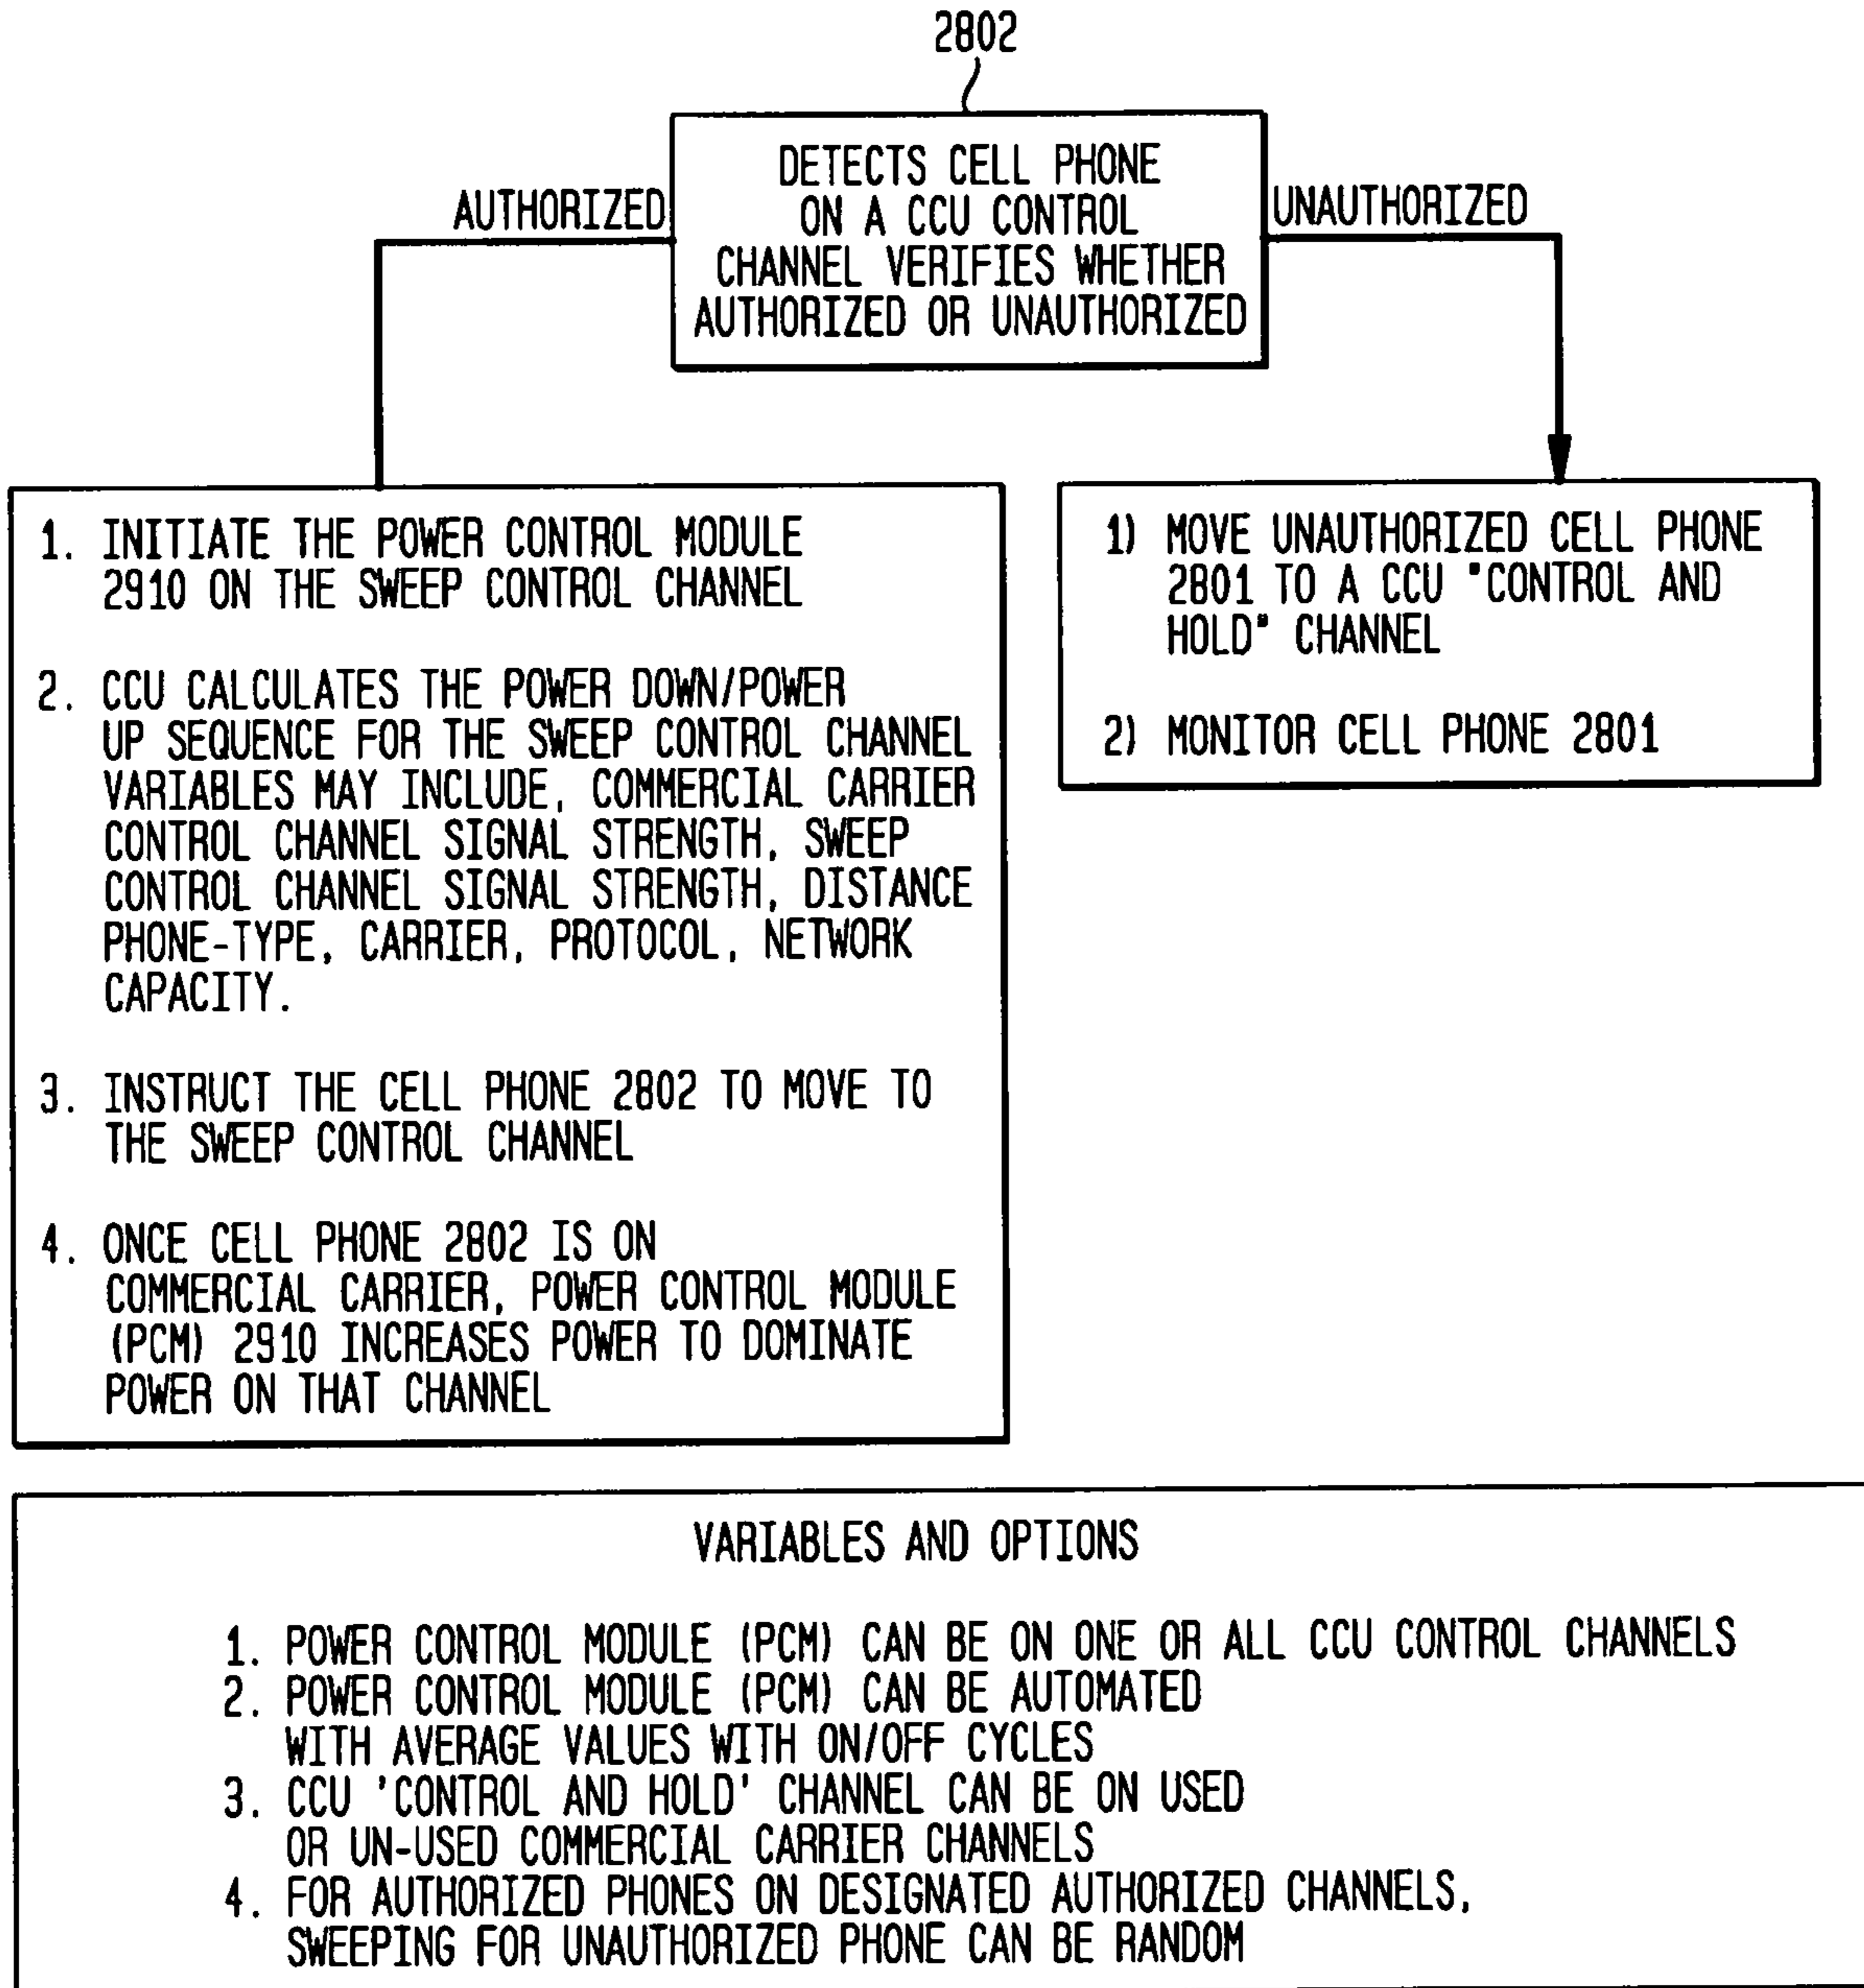 2802
DETECTS CELL PHONE
ON A CCU CONTROL
CHANNEL VERIFIES WHETHER
AUTHORIZED OR UNAUTHORIZED
AUTHORIZED
UNAUTHORIZED
1. INITIATE THE POWER CONTROL MODULE
2910 ON THE SWEEP CONTROL CHANNEL
2. CCU CALCULATES THE POWER DOWN/POWER
UP SEQUENCE FOR THE SWEEP CONTROL CHANNEL
VARIABLES MAY INCLUDE, COMMERCIAL CARRIER
CONTROL CHANNEL SIGNAL STRENGTH, SWEEP
CONTROL CHANNEL SIGNAL STRENGTH, DISTANCE
PHONE-TYPE, CARRIER, PROTOCOL, NETWORK
CAPACITY.
3. INSTRUCT THE CELL PHONE 2802 TO MOVE TO
THE SWEEP CONTROL CHANNEL
4. ONCE CELL PHONE 2802 IS ON
COMMERCIAL CARRIER, POWER CONTROL MODULE
(PCM) 2910 INCREASES POWER TO DOMINATE
POWER ON THAT CHANNEL
1) MOVE UNAUTHORIZED CELL PHONE
2801 TO A CCU "CONTROL AND
HOLD" CHANNEL
2) MONITOR CELL PHONE 2801
VARIABLES AND OPTIONS
1. POWER CONTROL MODULE (PCM) CAN BE ON ONE OR ALL CCU CONTROL CHANNELS
2. POWER CONTROL MODULE (PCM) CAN BE AUTOMATED
WITH AVERAGE VALUES WITH ON/OFF CYCLES
3. CCU 'CONTROL AND HOLD' CHANNEL CAN BE ON USED
OR UN-USED COMMERCIAL CARRIER CHANNELS
4. FOR AUTHORIZED PHONES ON DESIGNATED AUTHORIZED CHANNELS,
SWEEPING FOR UNAUTHORIZED PHONE CAN BE RANDOM